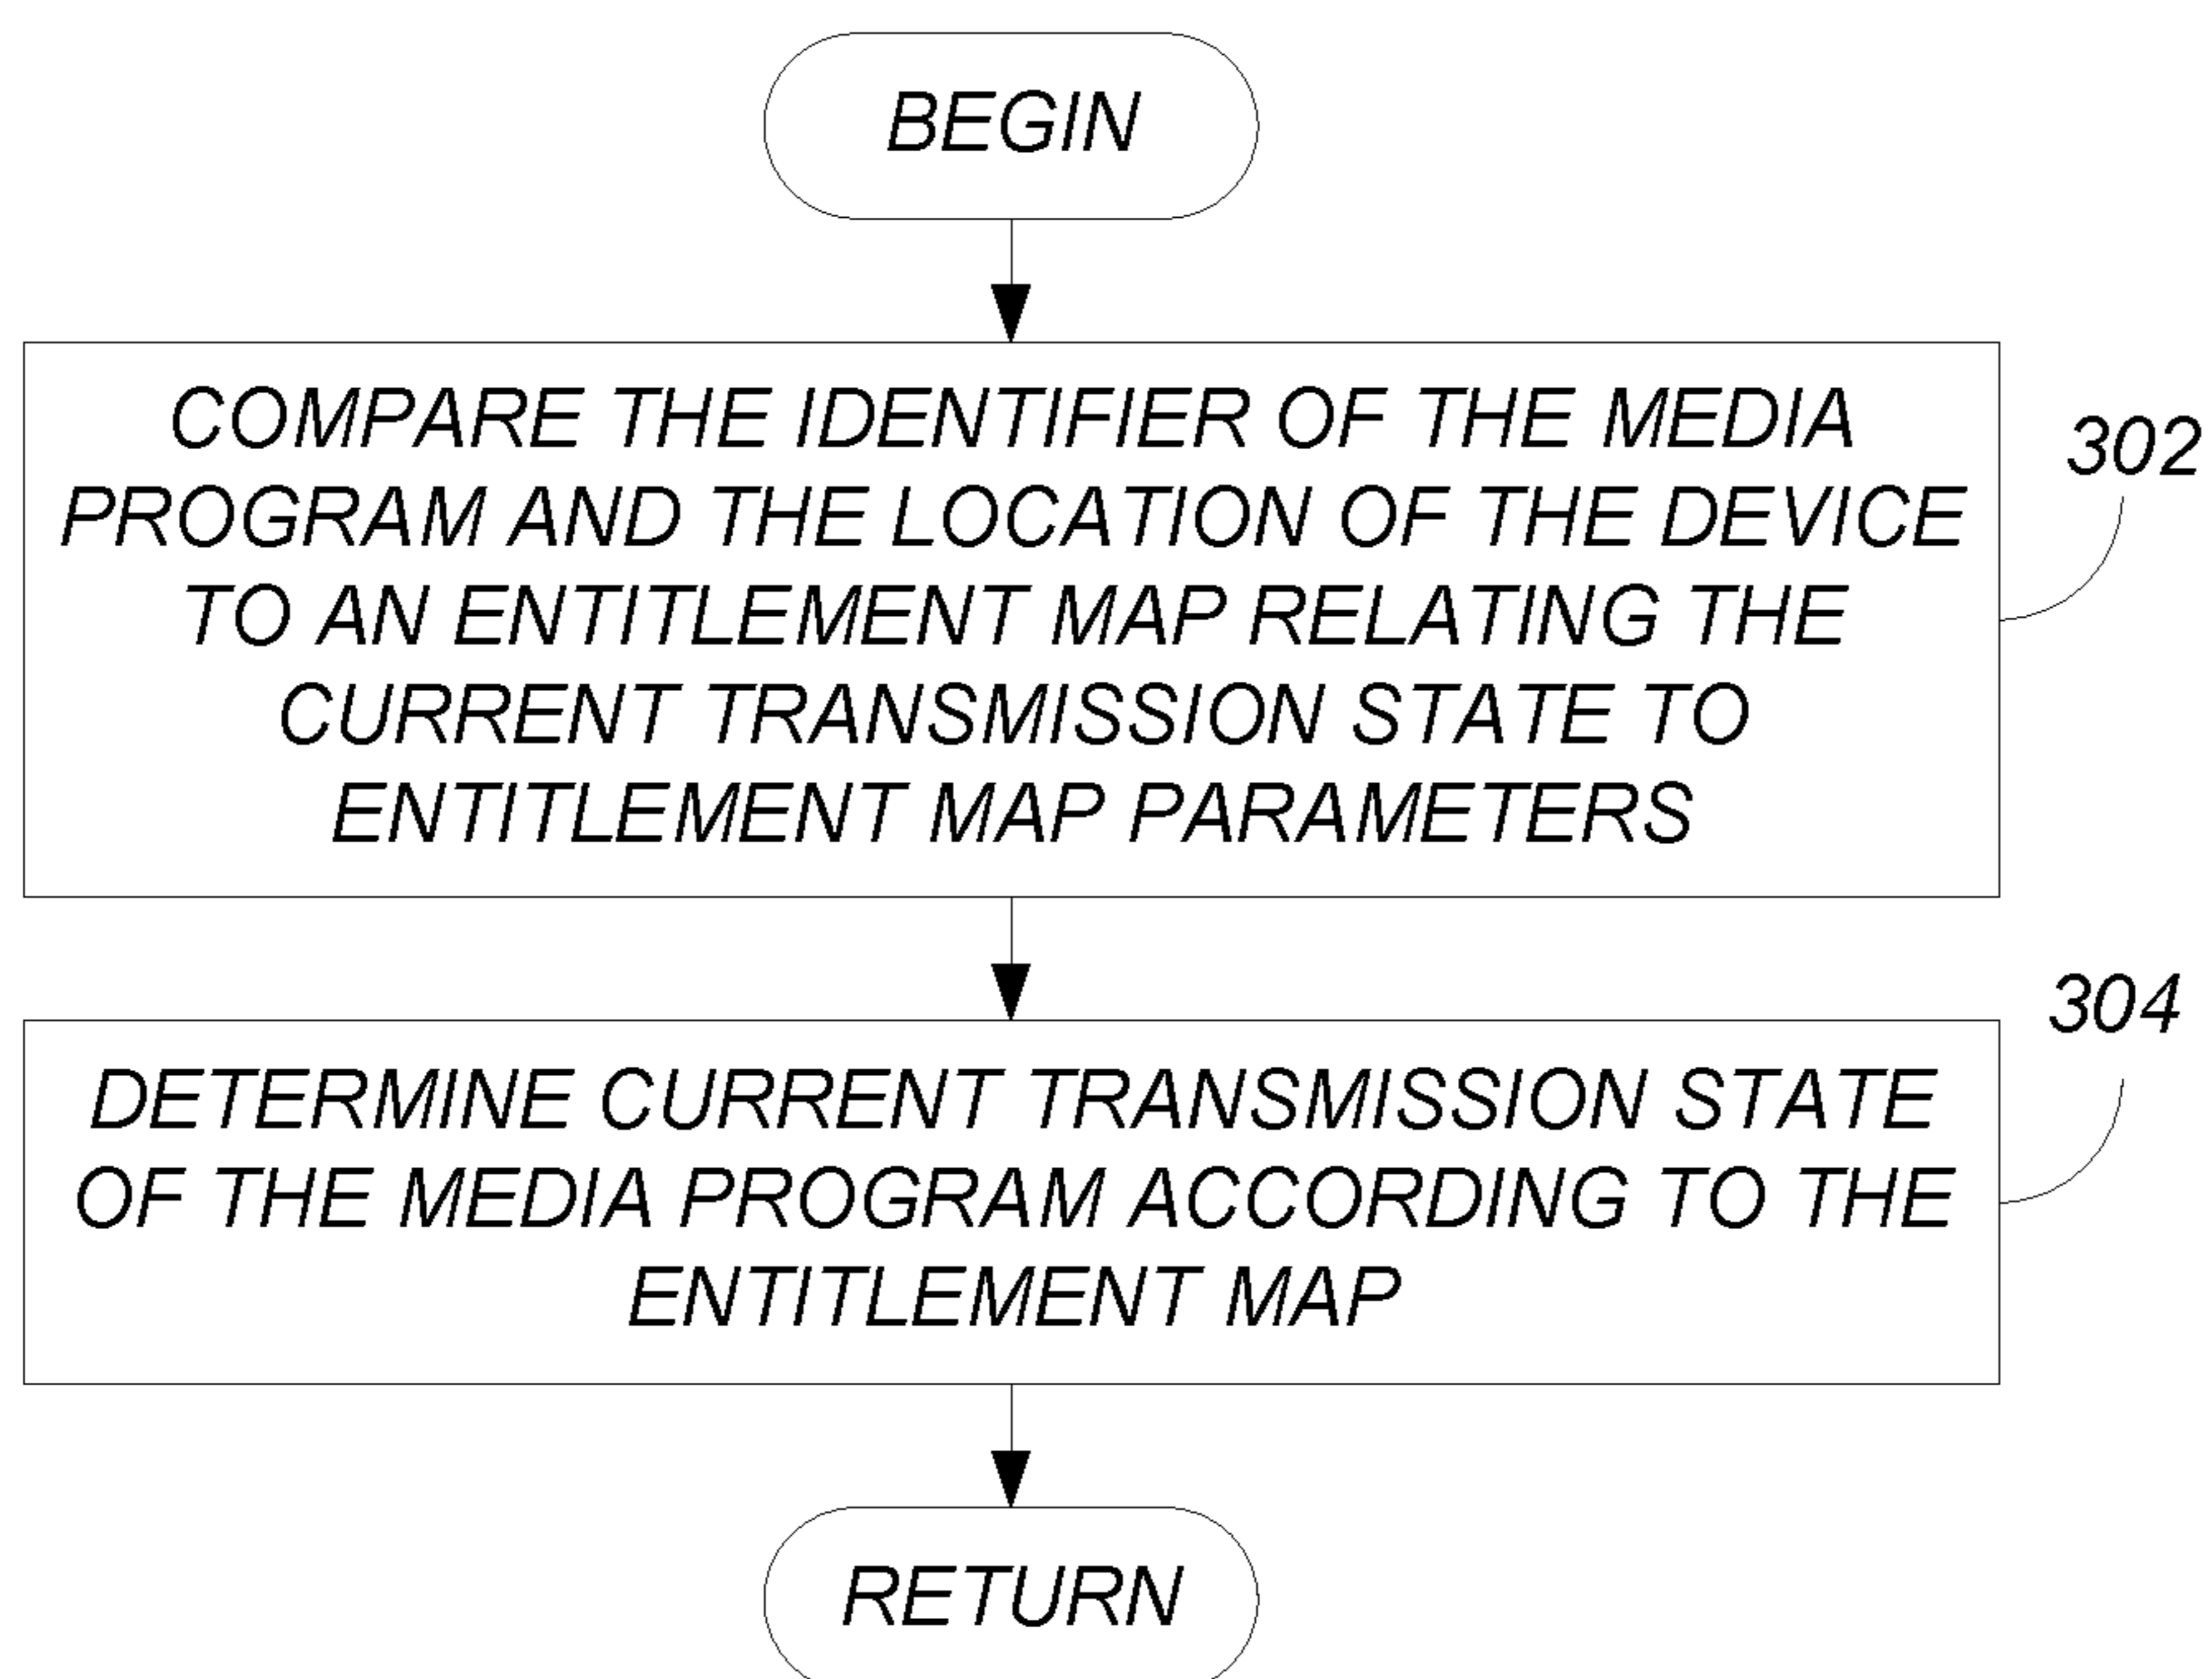 BEGIN
COMPARE THE IDENTIFIER OF THE MEDIA
PROGRAM AND THE LOCATION OF THE DEVICE
TO AN ENTITLEMENT MAP RELATING THE
CURRENT TRANSMISSION STATE TO
ENTITLEMENT MAP PARAMETERS
302
DETERMINE CURRENT TRANSMISSION STATE
OF THE MEDIA PROGRAM ACCORDING TO THE
ENTITLEMENT MAP
304
RETURN